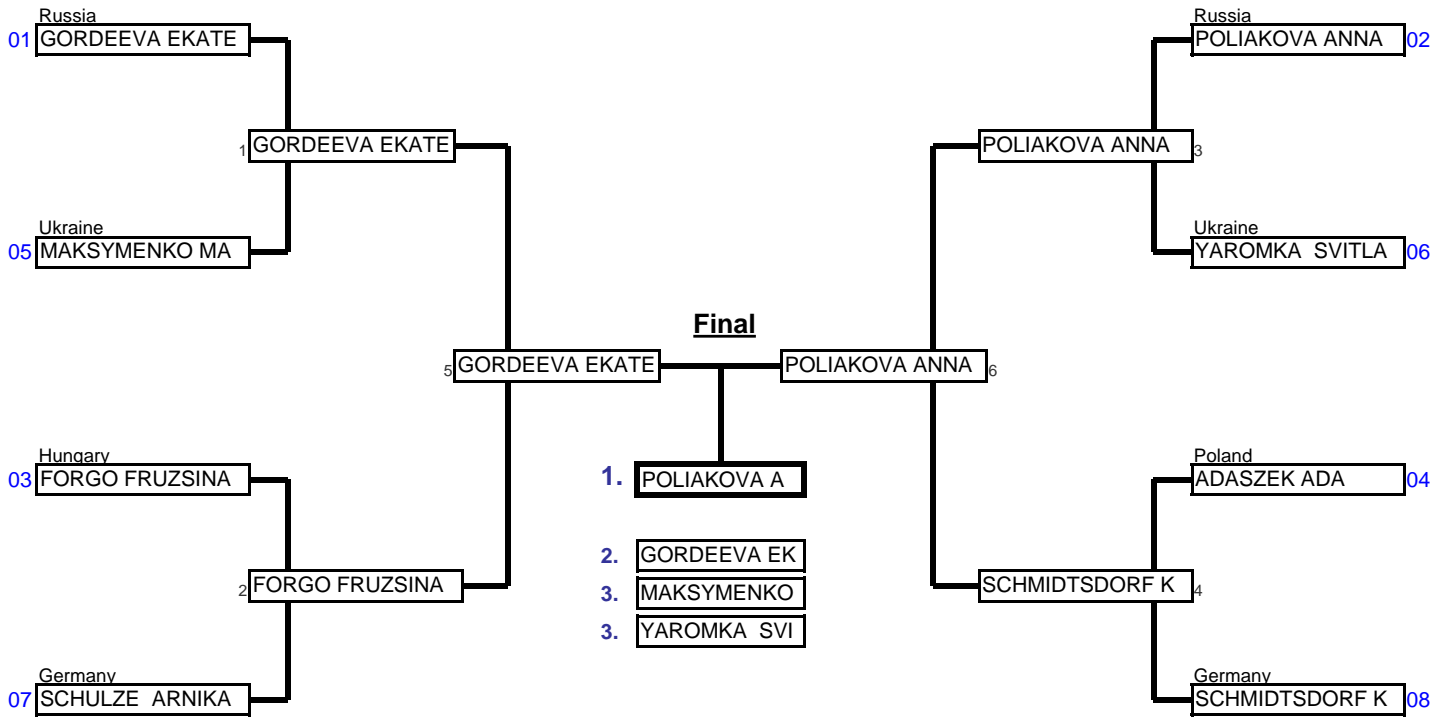 Russia
01 GORDEEVA EKATE
Russia
POLIAKOVA ANNA 02
1 GORDEEVA EKATE
POLIAKOVA ANNA 3
Ukraine
05 MAKSYMENKO MA
Ukraine
YAROMKA  SVITLA 06
Final
5 GORDEEVA EKATE
POLIAKOVA ANNA 6
Hungary
03 FORGO FRUZSINA
1. POLIAKOVA A
Poland
ADASZEK ADA 04
2. GORDEEVA EK
2 FORGO FRUZSINA
3. MAKSYMENKO
SCHMIDTSDORF K 4
3. YAROMKA  SVI
Germany
07 SCHULZE  ARNIKA
Germany
SCHMIDTSDORF K 08